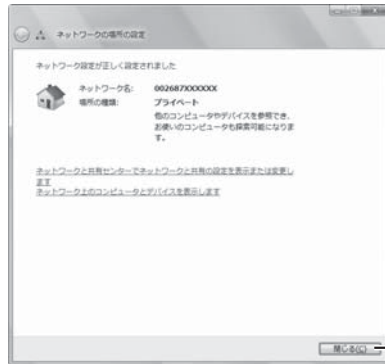 ネットワークの場所の設定
ネットワーク設定が正しく設定されました
ネットワーク名: 002687XXXXXX
場所の種類: プライベート
他のコンピュータやデバイスを参照でき、
お使いのコンピュータも探索可能になりま
す。
ネットワークと共有センターでネットワークと共有の設定を表示または変更し
ます
ネットワーク上のコンピュータとデバイスを表示します
閉じる(C)